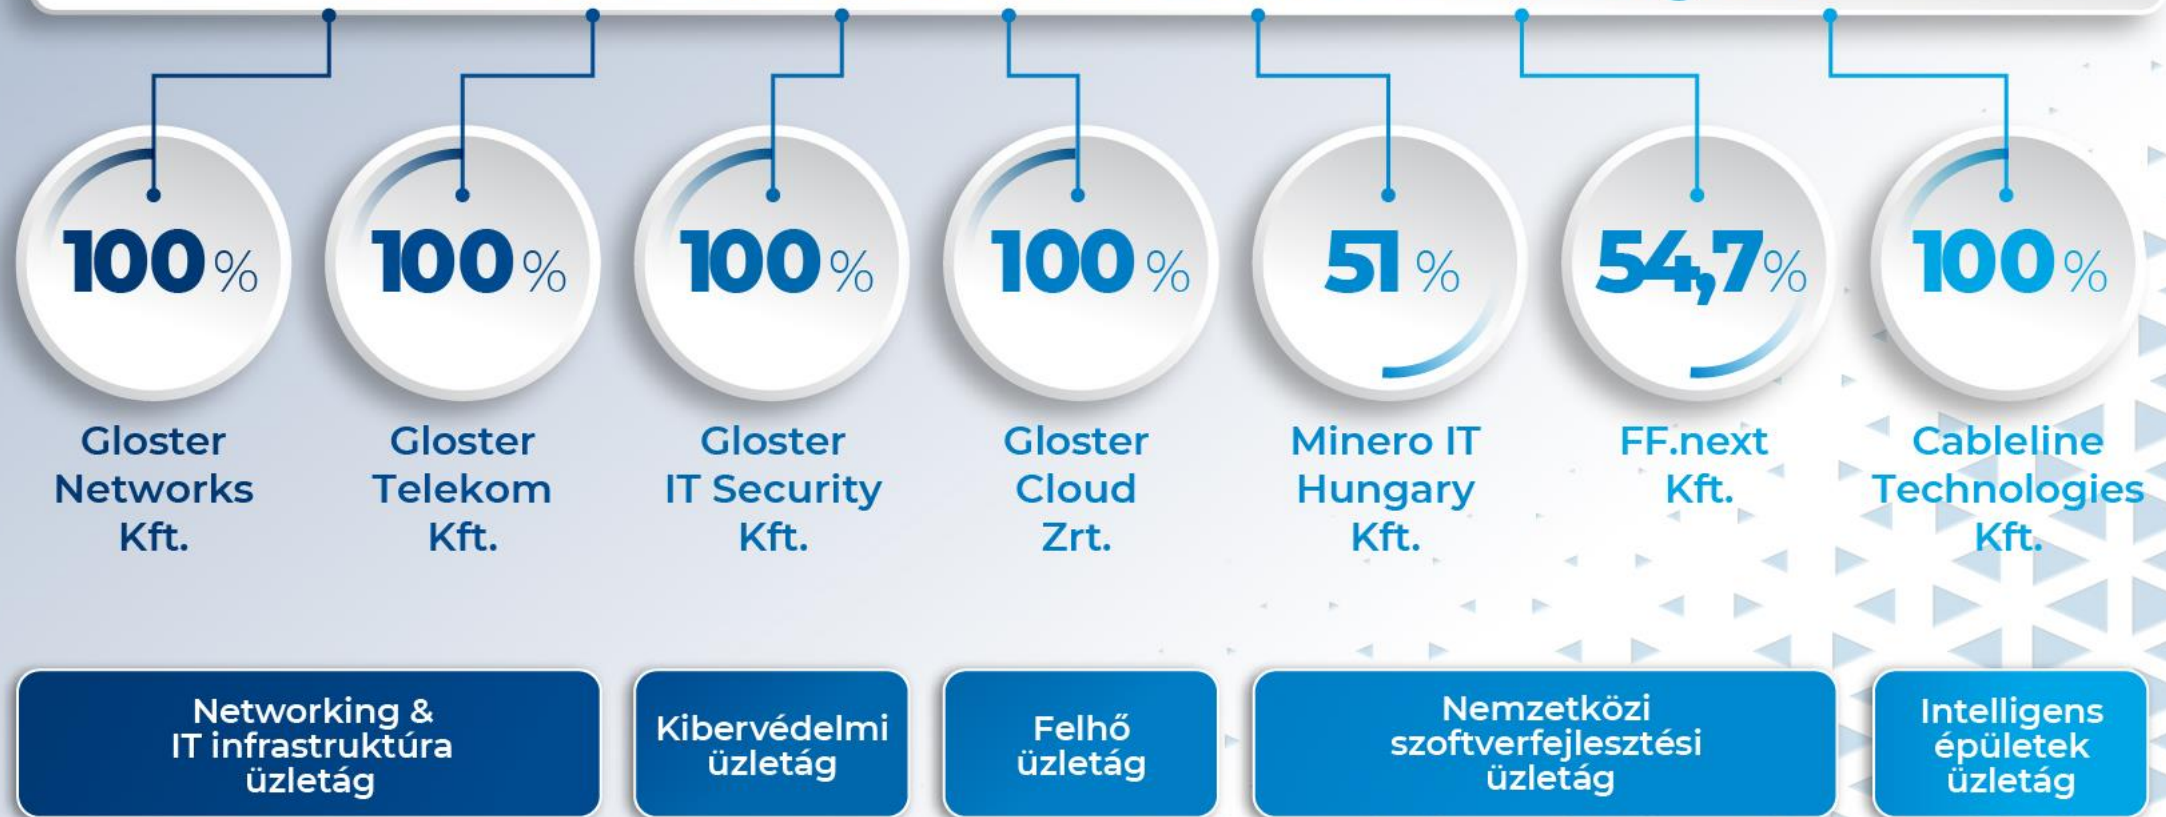 100%
Gloster
Networks
Kft.
100%
Gloster
Telekom
Kft.
100%
Gloster
IT Security
Kft.
100%
Gloster
Cloud
Zrt.
51%
Minero IT
Hungary
Kft.
54,7%
FF.next
Kft.
100%
Cableline
Technologies
Kft.
Networking &
IT infrastruktúra
üzletág
Kibervédelmi
üzletág
Felhő
üzletág
Nemzetközi
szoftverfejlesztési
üzletág
Intelligens
épületek
üzletág